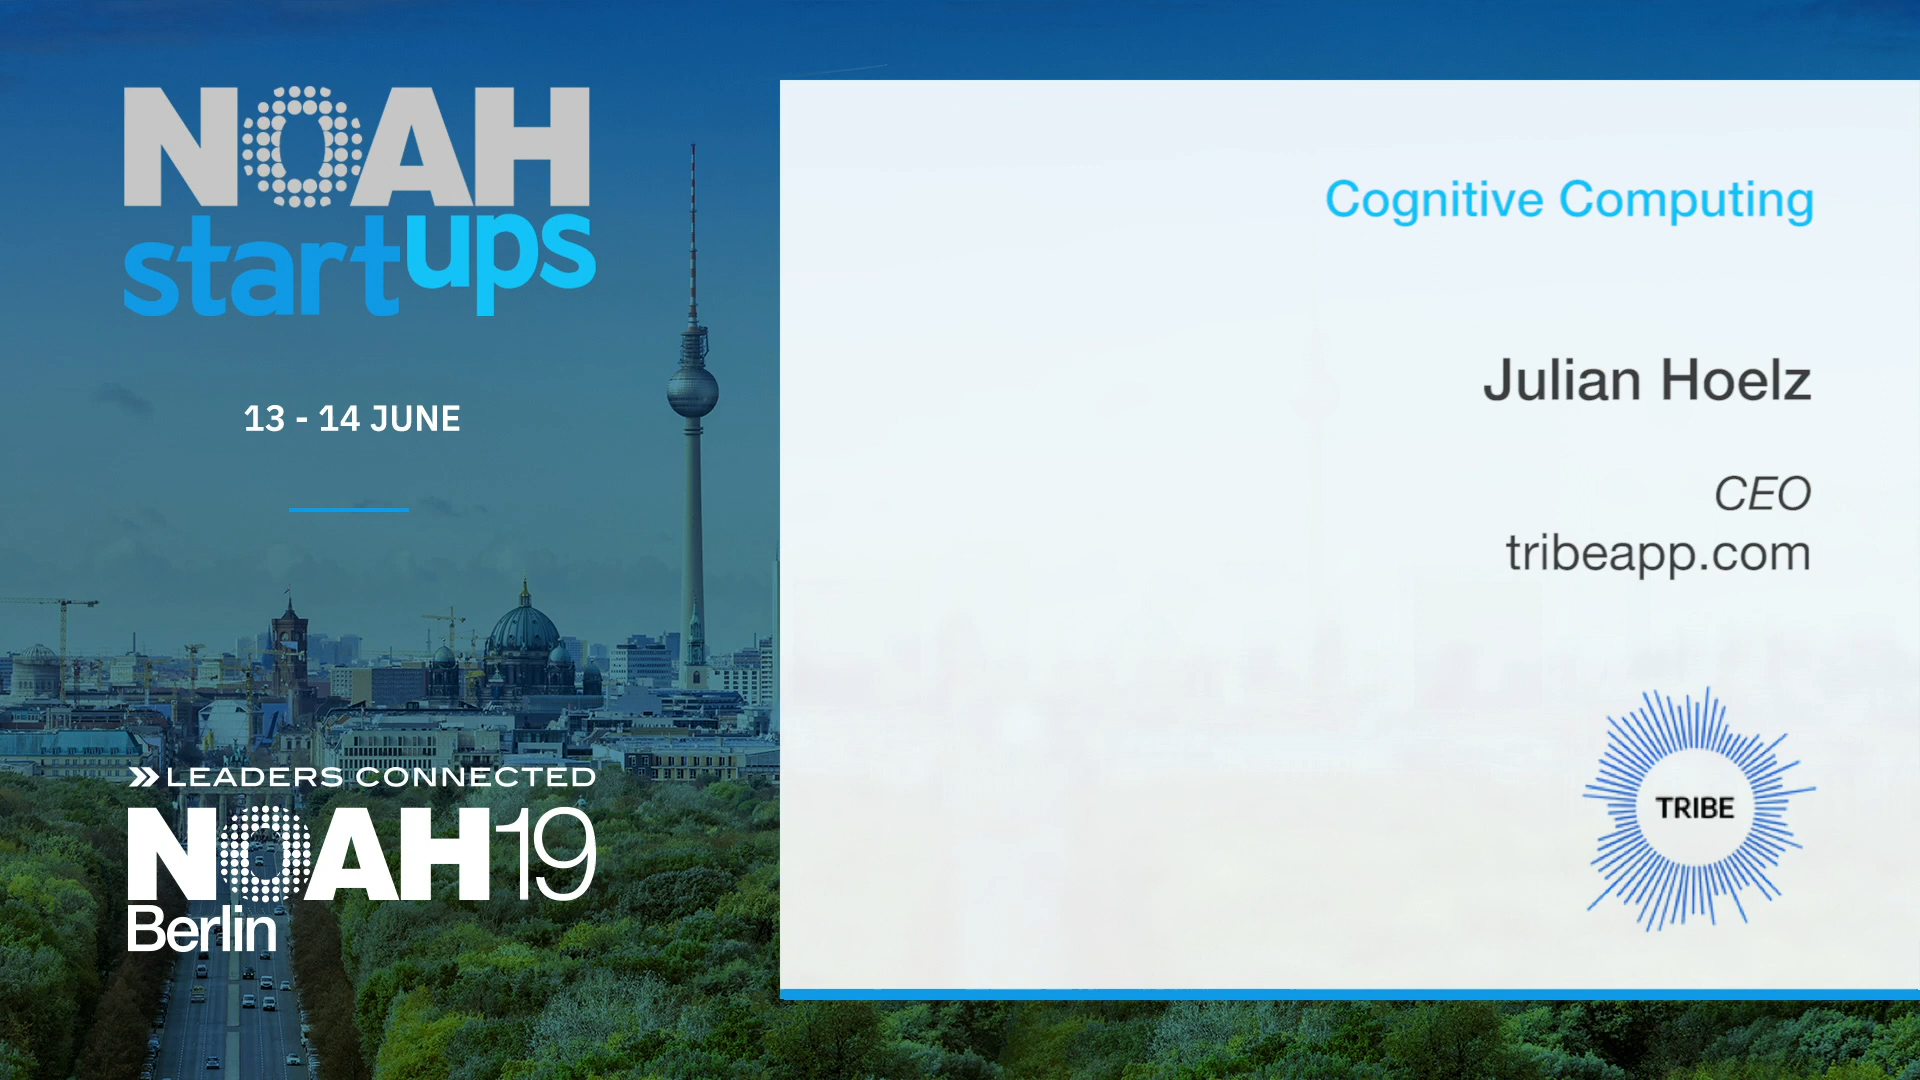 NOAH
startups
13 - 14 JUNE
LEADERS CONNECTED
NOAH19
Berlin
Cognitive Computing
Julian Hoelz
CEO
tribeapp.com
TRIBE